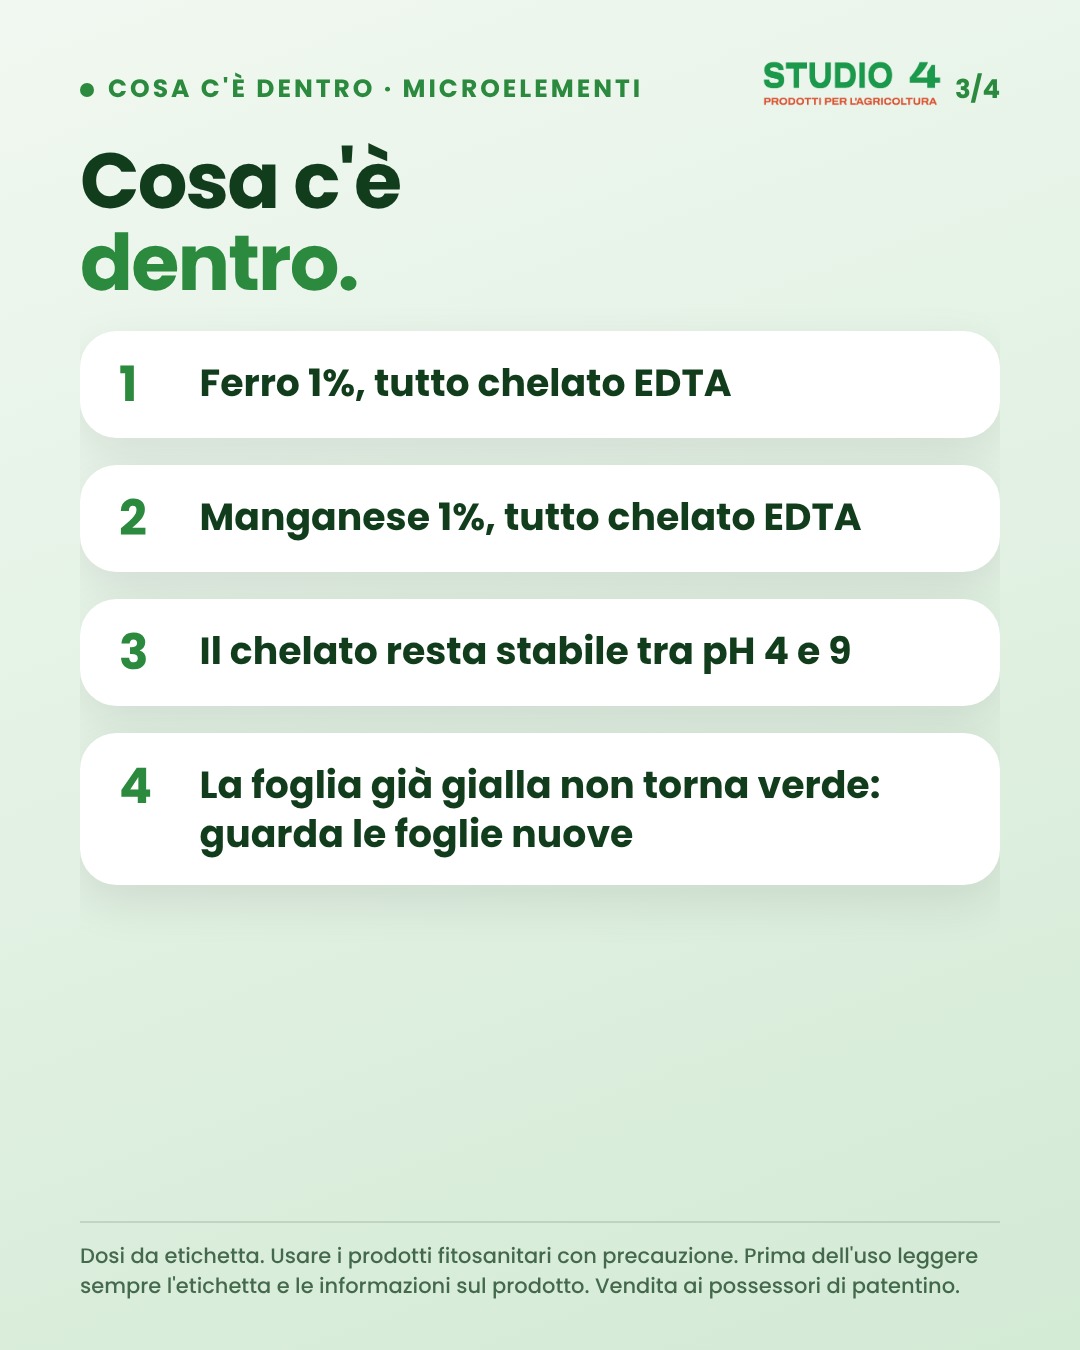 COSA C'È DENTRO · MICROELEMENTI
STUDIO 4
PRODOTTI PER L'AGRICOLTURA
3/4
Cosa c'è
dentro.
1 Ferro 1%, tutto chelato EDTA
2 Manganese 1%, tutto chelato EDTA
3 Il chelato resta stabile tra pH 4 e 9
4 La foglia già gialla non torna verde:
guarda le foglie nuove
Dosi da etichetta. Usare i prodotti fitosanitari con precauzione. Prima dell'uso leggere
sempre l'etichetta e le informazioni sul prodotto. Vendita ai possessori di patentino.